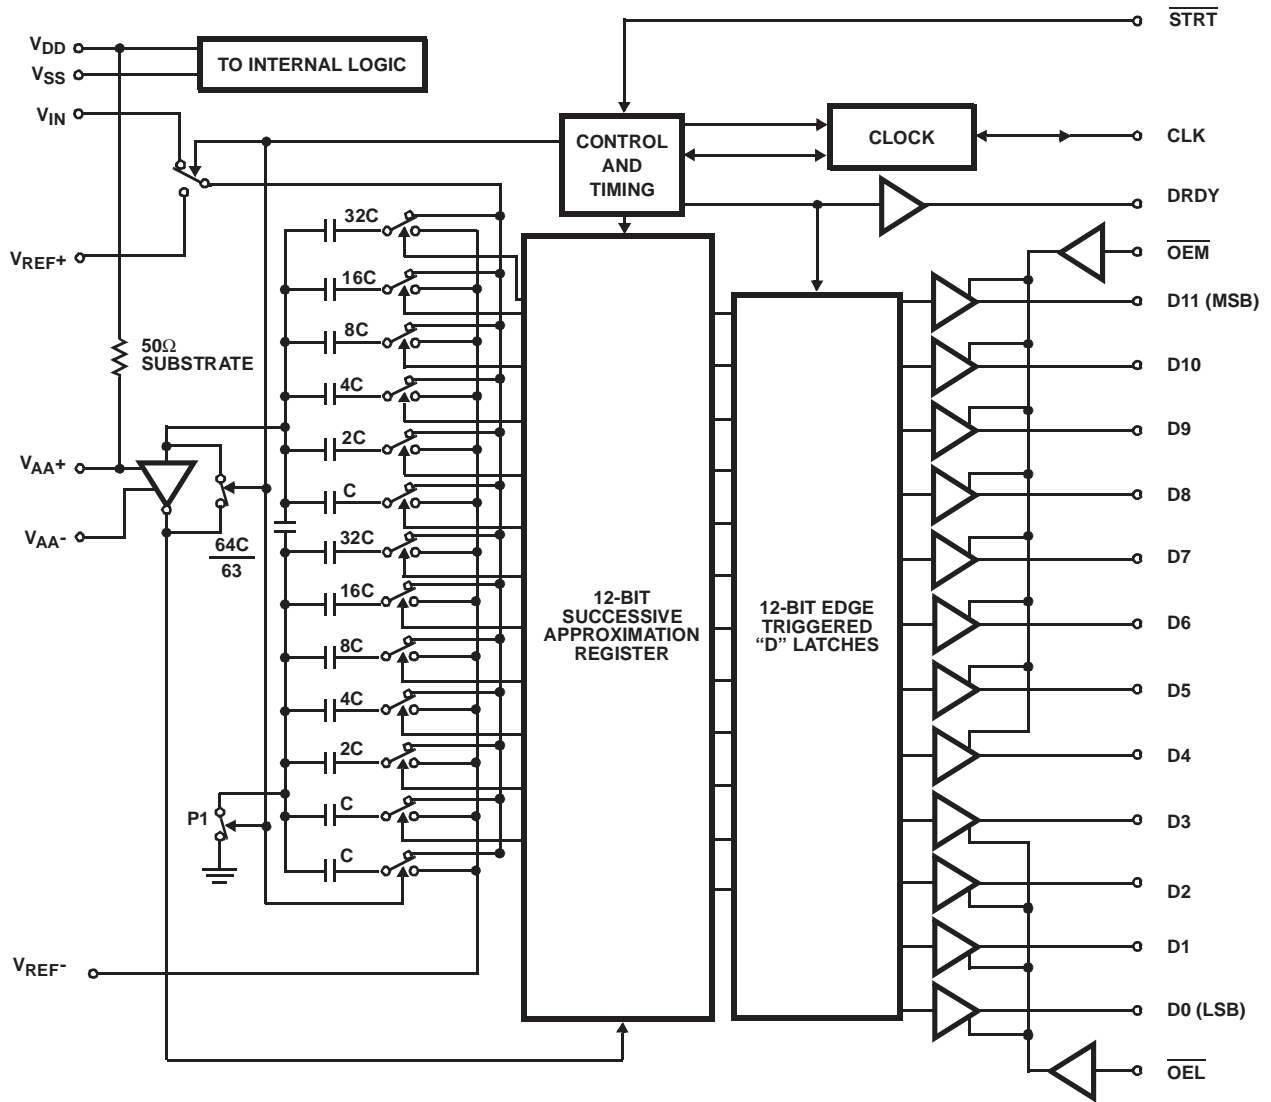 STRT
VDD
VSS
TO INTERNAL LOGIC
VIN
CONTROL
AND
TIMING
CLOCK
CLK
DRDY
VREF+
32C
OEM
16C
D11 (MSB)
8C
50Ω
SUBSTRATE
D10
4C
2C
D9
VAA+
C
D8
VAA-
64C
63
32C
D7
16C
12-BIT
SUCCESSIVE
APPROXIMATION
REGISTER
12-BIT EDGE
TRIGGERED
“D” LATCHES
D6
8C
D5
4C
D4
2C
P1
C
D3
C
D2
VREF-
D1
D0 (LSB)
OEL